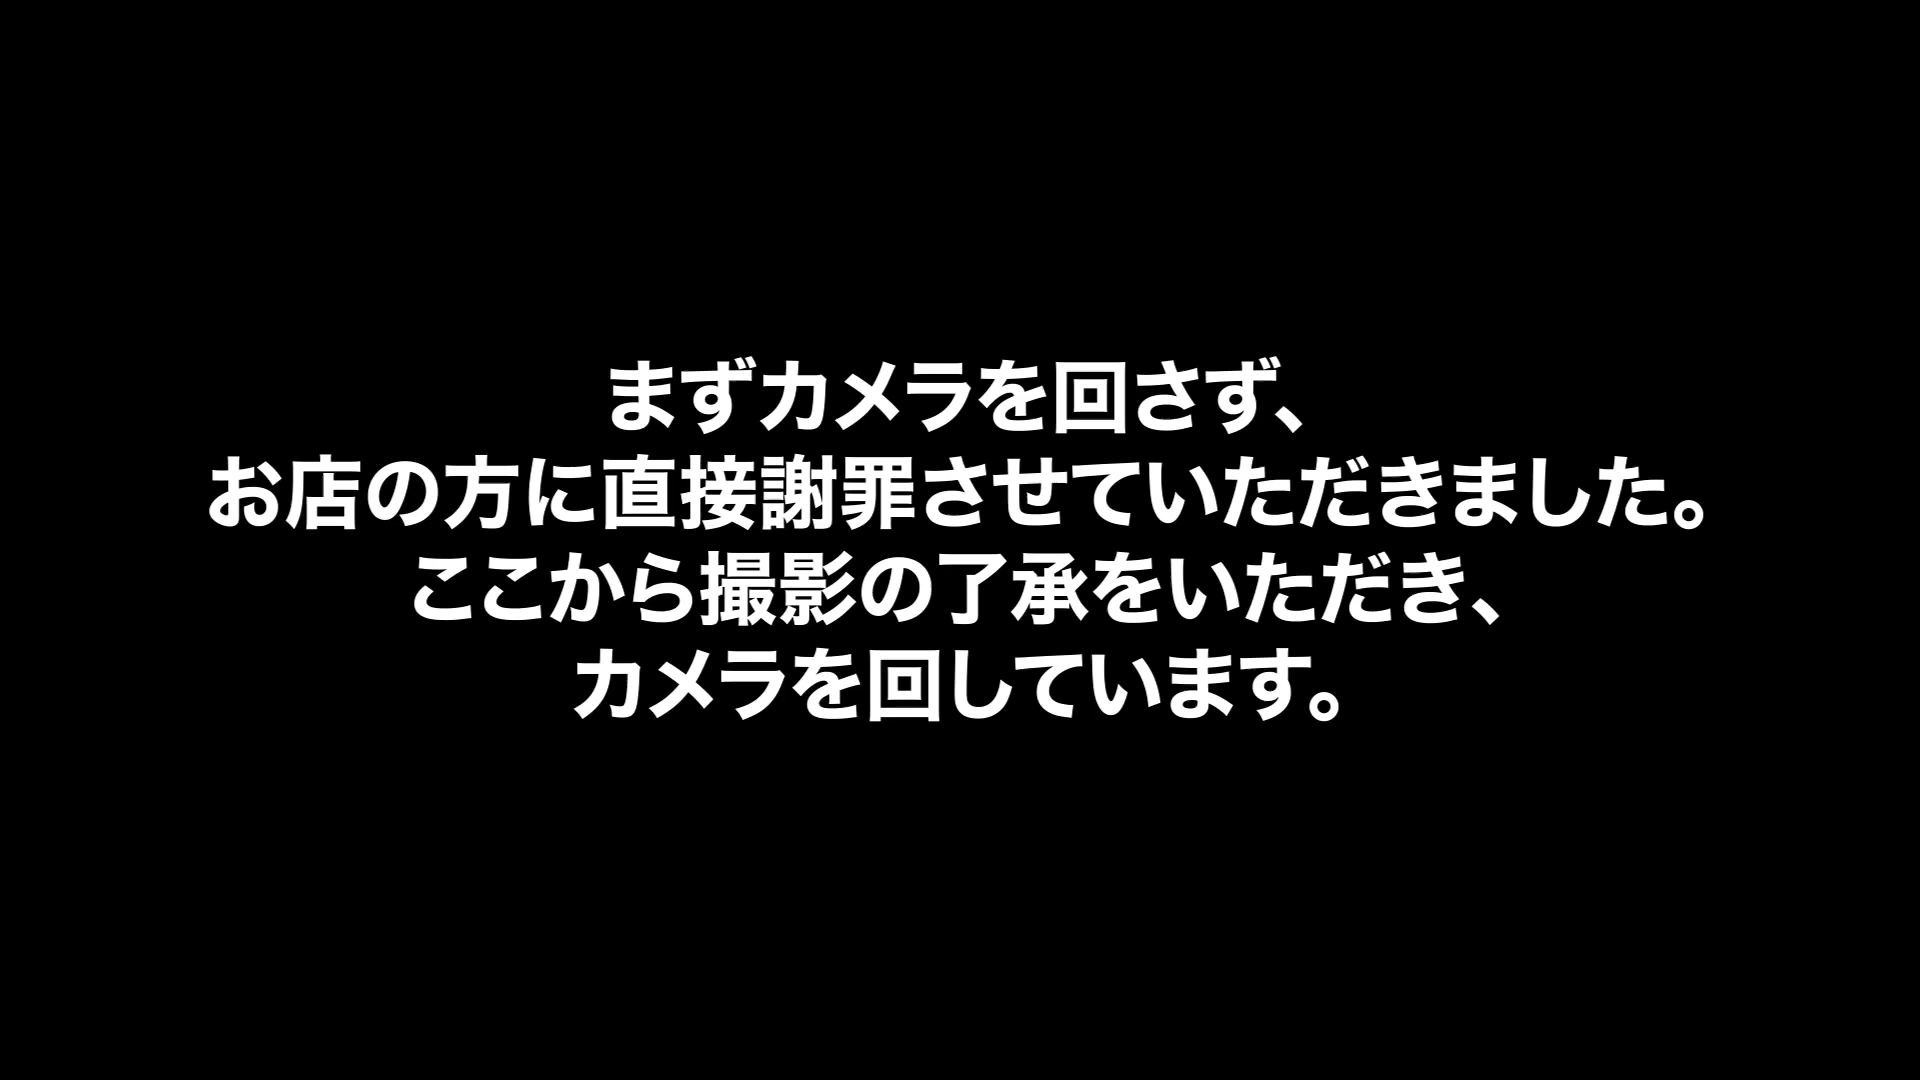 まずカメラを回さず、
お店の方に直接謝罪させていただきました。
ここから撮影の了承をいただき、
カメラを回しています。